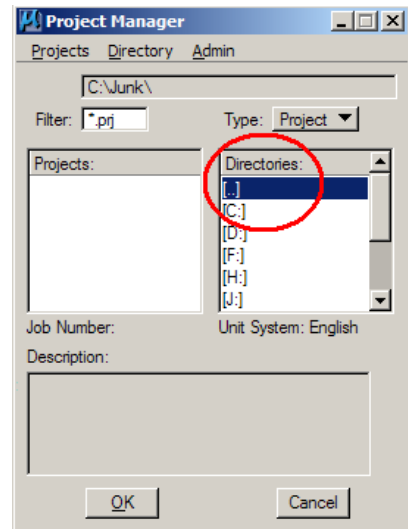 Project Manager
Projects Directory Admin
C:\Junk\
Filter: *.prj Type: Project
Projects: Directories:
[..]
[C:]
[D:]
[F:]
[H:]
[J:]
Job Number: Unit System: English
Description:
OK Cancel